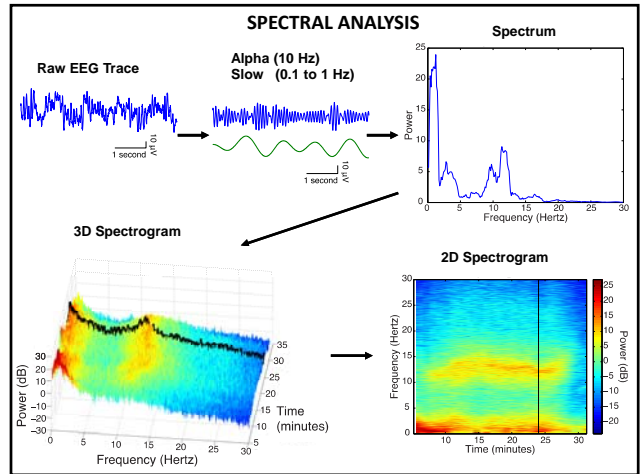 SPECTRAL ANALYSIS
Raw EEG Trace
1 second
10 µV
Alpha (10 Hz)
Slow (0.1 to 1 Hz)
1 second
10 µV
Spectrum
Power
25
20
15
10
5
0
0 5 10 15 20 25 30
Frequency (Hertz)
3D Spectrogram
Power (dB)
30
20
10
0
−10
−20
−30
0 5 10 15 20 25 30
Frequency (Hertz)
35
30
25
20
15
10
5
Time
(minutes)
2D Spectrogram
Frequency (Hertz)
30
25
20
15
10
5
0
5 10 15 20 25 30
Time (minutes)
25
20
15
10
5
0
−5
−10
−15
−20
Power (dB)